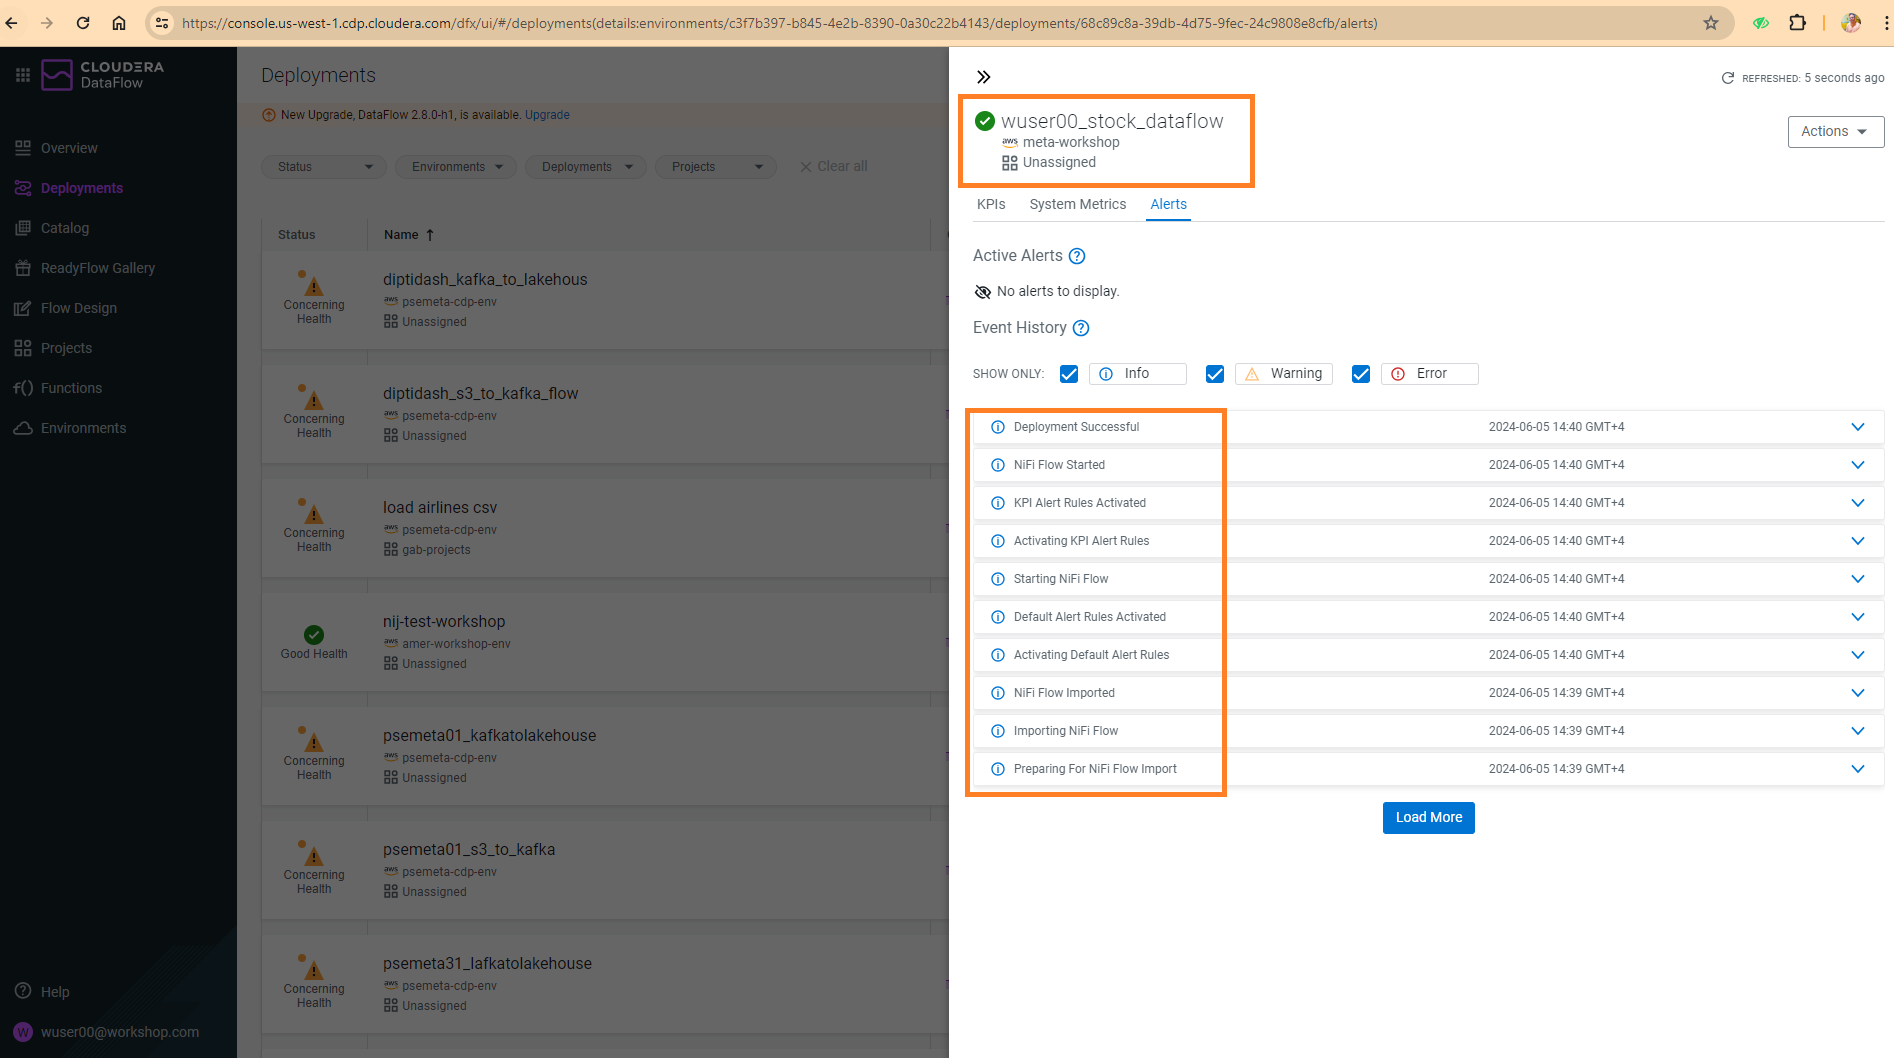 https://console.us-west-1.cdp.cloudera.com/dfx/ui/#/deployments(details:environments/c3f7b397-b845-4e2b-8390-0a30c22b4143/deployments/68c89c8a-39db-4d75-9fec-24c9808e8cfb/alerts)
CLOUDERA
DataFlow
Overview
Deployments
Catalog
ReadyFlow Gallery
Flow Design
Projects
Functions
Environments
Help
W wuser00@workshop.com
Deployments
New Upgrade, DataFlow 2.8.0-h1, is available. Upgrade
Status Environments Deployments Projects Clear all
Status Name
Concerning Health
diptidash_kafka_to_lakehous
aws psemeta-cdp-env
Unassigned
Concerning Health
diptidash_s3_to_kafka_flow
aws psemeta-cdp-env
Unassigned
Concerning Health
load airlines csv
aws psemeta-cdp-env
gab-projects
Good Health
nij-test-workshop
aws amer-workshop-env
Unassigned
Concerning Health
psemeta01_kafkatolakehouse
aws psemeta-cdp-env
Unassigned
Concerning Health
psemeta01_s3_to_kafka
aws psemeta-cdp-env
Unassigned
Concerning Health
psemeta31_lafkatolakehouse
aws psemeta-cdp-env
Unassigned
REFRESHED: 5 seconds ago
wuser00_stock_dataflow
aws meta-workshop
Unassigned
Actions
KPIs System Metrics Alerts
Active Alerts
No alerts to display.
Event History
SHOW ONLY: Info Warning Error
Deployment Successful 2024-06-05 14:40 GMT+4
NiFi Flow Started 2024-06-05 14:40 GMT+4
KPI Alert Rules Activated 2024-06-05 14:40 GMT+4
Activating KPI Alert Rules 2024-06-05 14:40 GMT+4
Starting NiFi Flow 2024-06-05 14:40 GMT+4
Default Alert Rules Activated 2024-06-05 14:40 GMT+4
Activating Default Alert Rules 2024-06-05 14:40 GMT+4
NiFi Flow Imported 2024-06-05 14:39 GMT+4
Importing NiFi Flow 2024-06-05 14:39 GMT+4
Preparing For NiFi Flow Import 2024-06-05 14:39 GMT+4
Load More